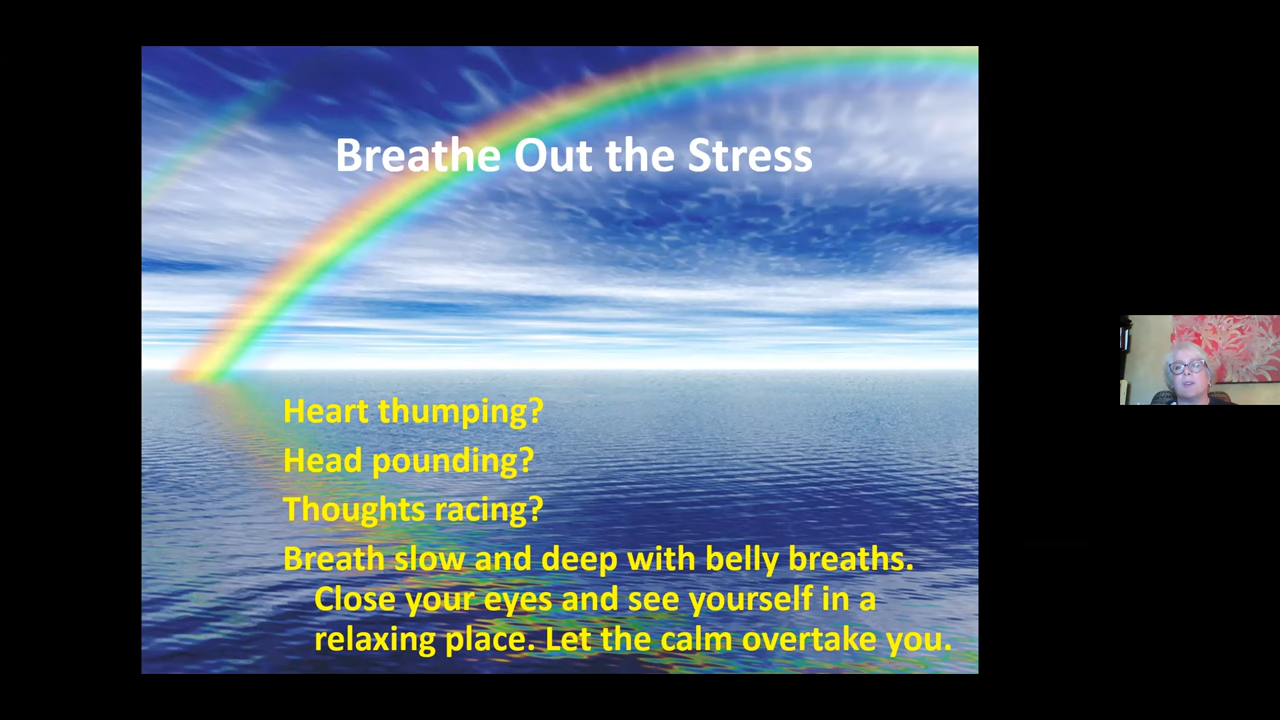 Breathe Out the Stress
Heart thumping?
Head pounding?
Thoughts racing?
Breath slow and deep with belly breaths.
Close your eyes and see yourself in a
relaxing place. Let the calm overtake you.